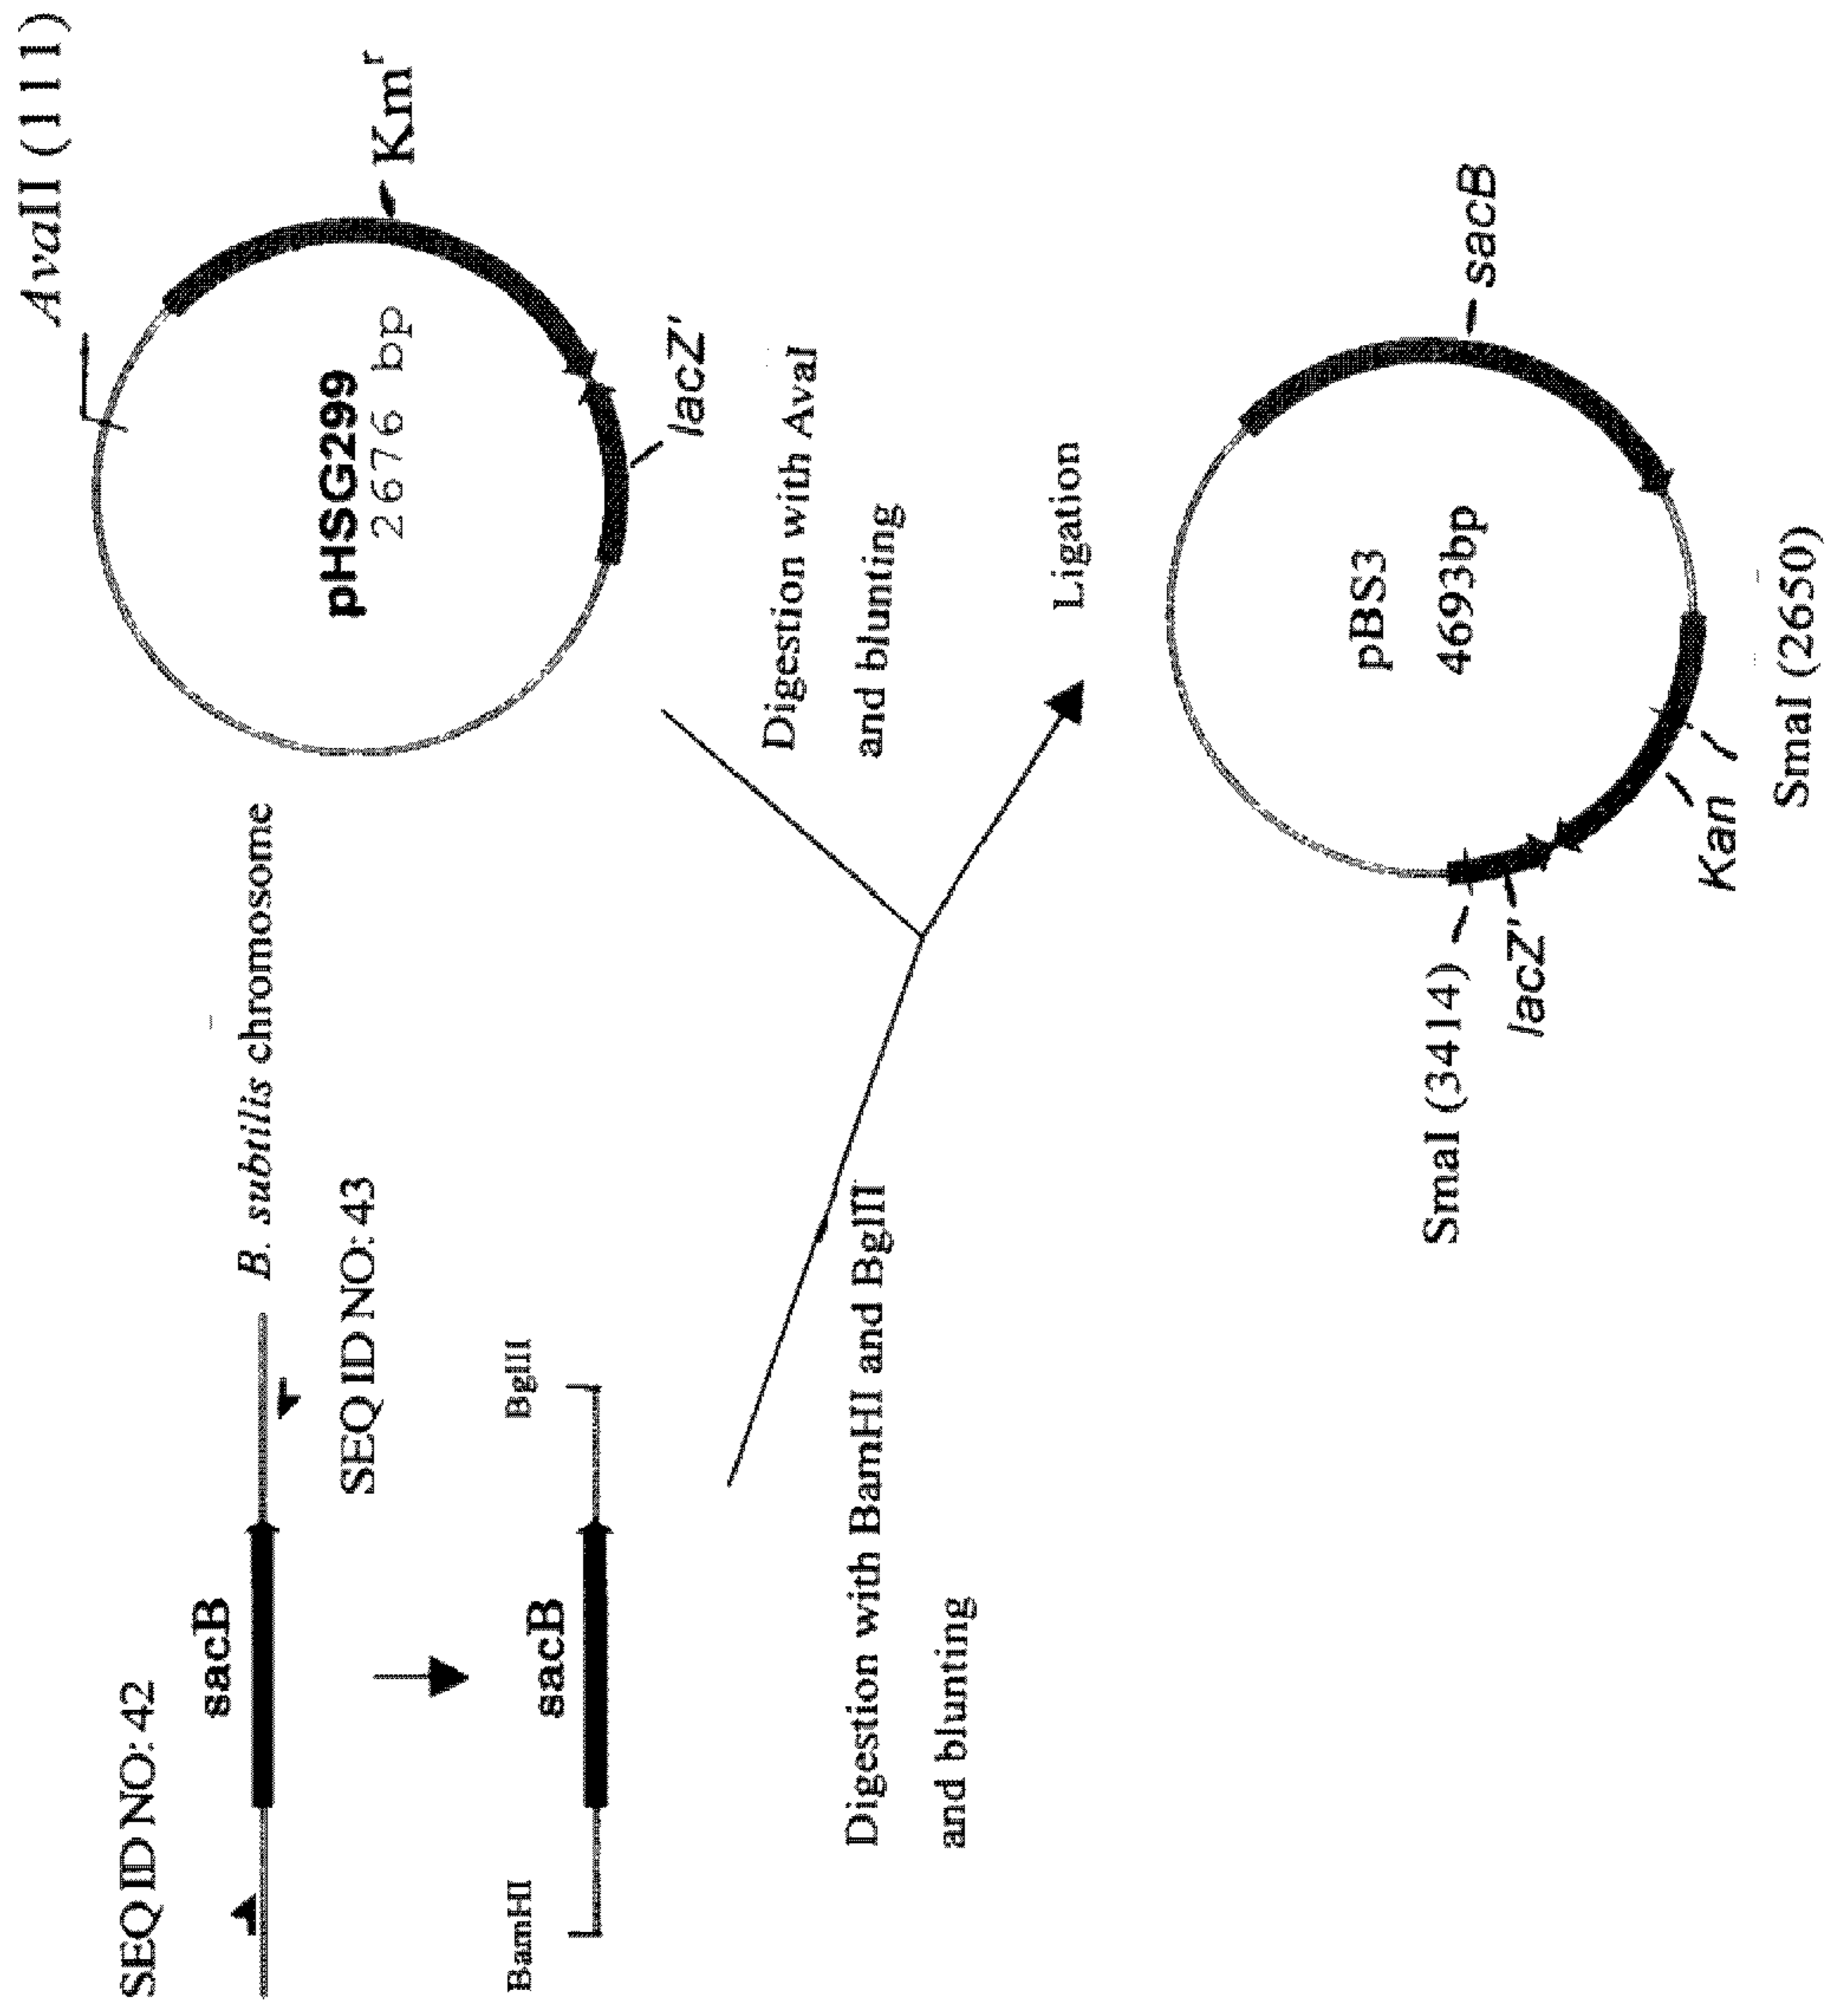 SEQ ID NO: 42
sacB
B. subtilis chromosome
SEQ ID NO: 43
BamHI
sacB
BglII
AvaII (111)
pHSG299
2676 bp
Kmʳ
lacZ'
Digestion with BamHI and BglII
and blunting
Digestion with AvaI
and blunting
Ligation
pBS3
4693bp
sacB
SmaI (3414)
lacZ'
Kan
SmaI (2650)